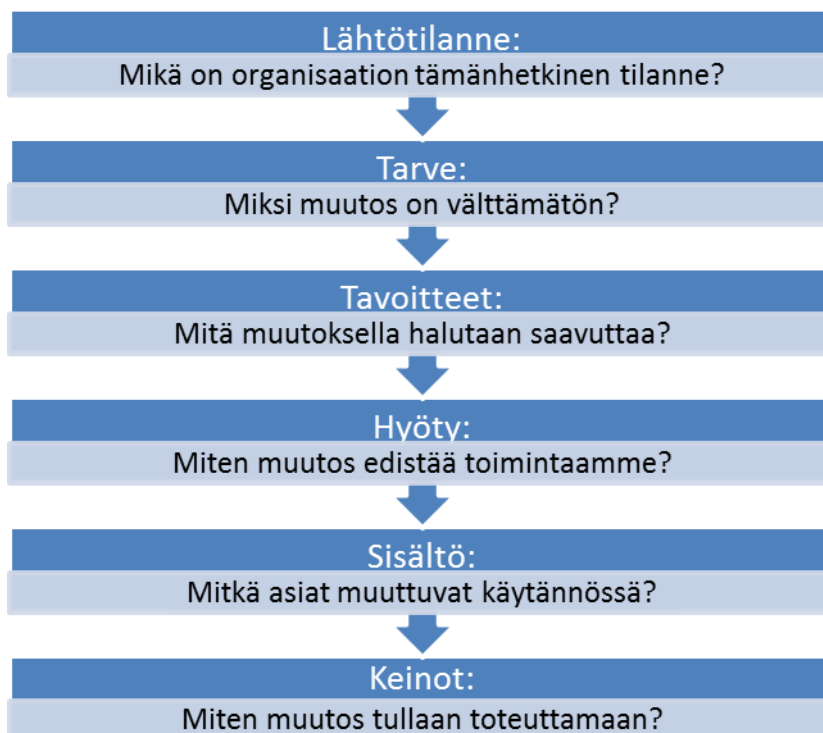 Lähtötilanne:
Mikä on organisaation tämänhetkinen tilanne?
Tarve:
Miksi muutos on välttämätön?
Tavoitteet:
Mitä muutoksella halutaan saavuttaa?
Hyöty:
Miten muutos edistää toimintaamme?
Sisältö:
Mitkä asiat muuttuvat käytännössä?
Keinot:
Miten muutos tullaan toteuttamaan?